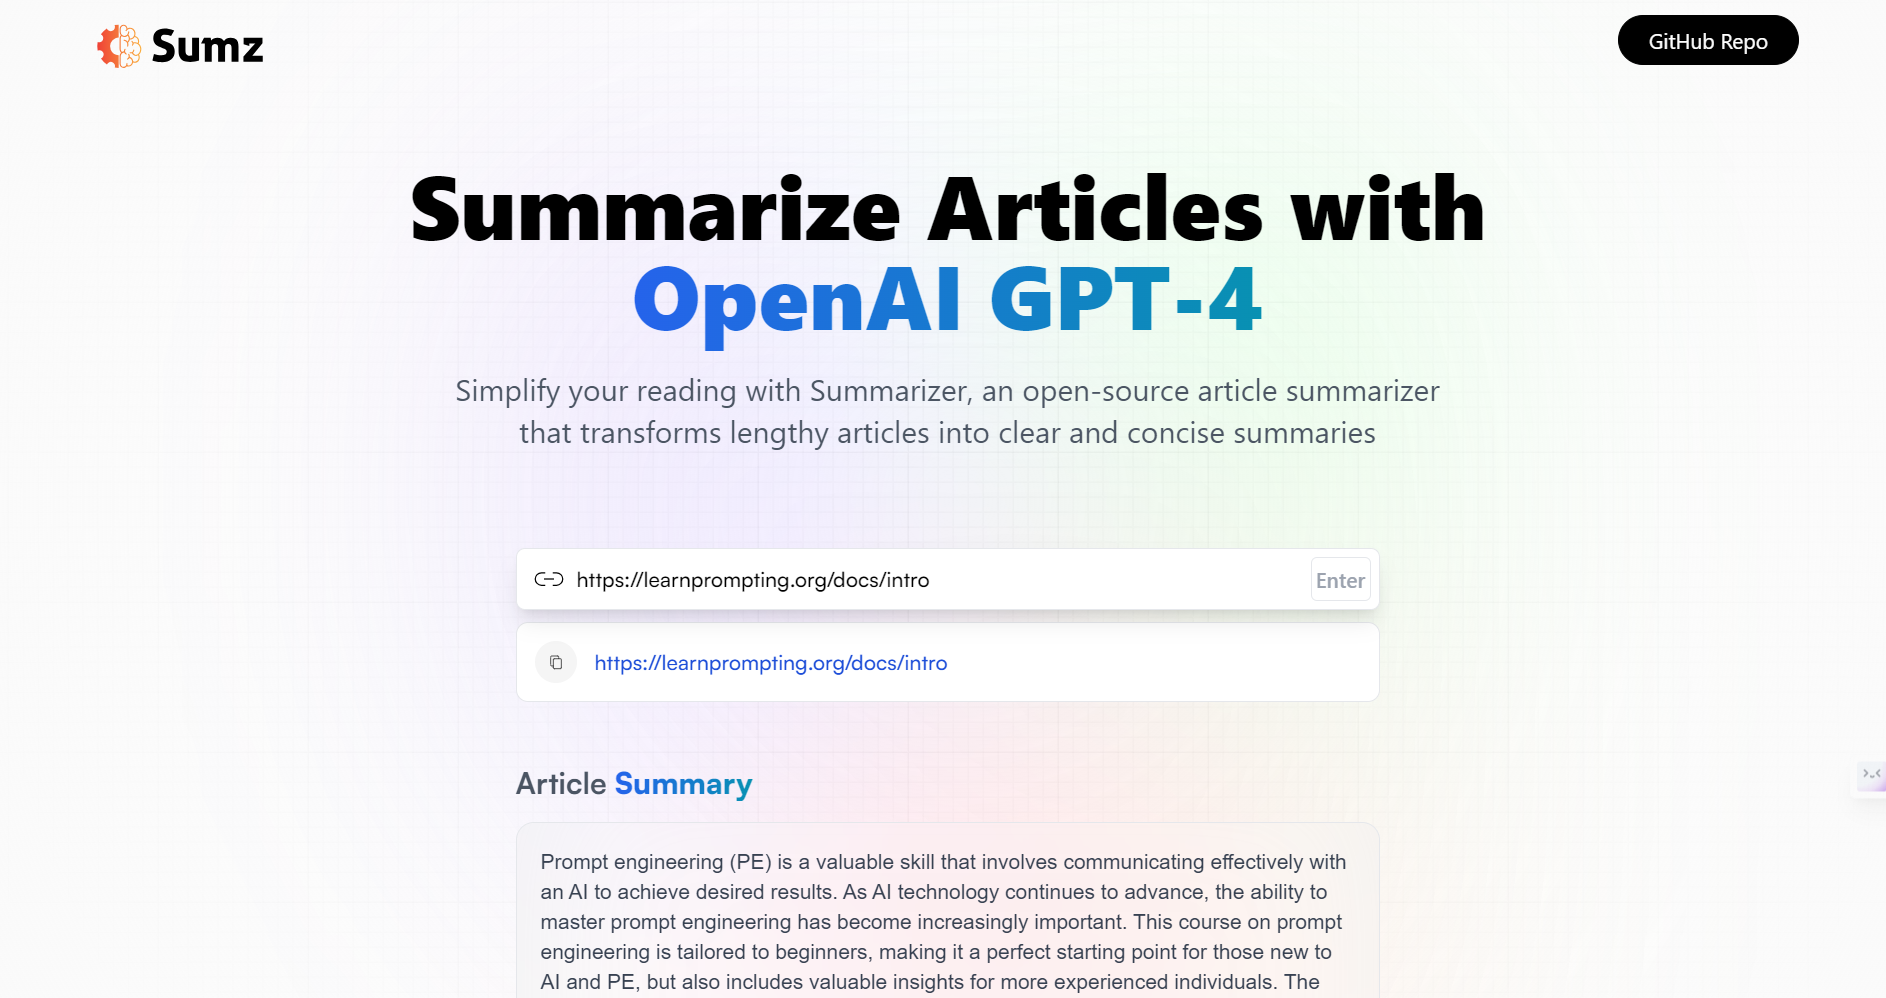 Sumz
GitHub Repo
Summarize Articles with
OpenAI GPT-4
Simplify your reading with Summarizer, an open-source article summarizer
that transforms lengthy articles into clear and concise summaries
https://learnprompting.org/docs/intro
Enter
https://learnprompting.org/docs/intro
Article Summary
Prompt engineering (PE) is a valuable skill that involves communicating effectively with
an AI to achieve desired results. As AI technology continues to advance, the ability to
master prompt engineering has become increasingly important. This course on prompt
engineering is tailored to beginners, making it a perfect starting point for those new to
AI and PE, but also includes valuable insights for more experienced individuals. The